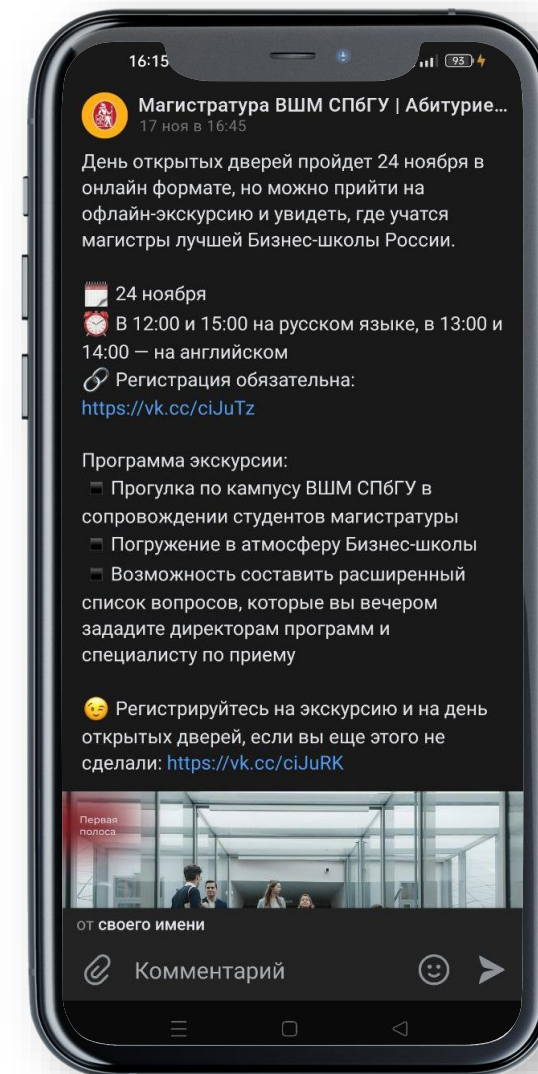 16:15
93
Магистратура ВШМ СПбГУ | Абитурие...
17 ноя в 16:45
День открытых дверей пройдет 24 ноября в
онлайн формате, но можно прийти на
офлайн-экскурсию и увидеть, где учатся
магистры лучшей Бизнес-школы России.
24 ноября
В 12:00 и 15:00 на русском языке, в 13:00 и
14:00 — на английском
Регистрация обязательна:
https://vk.cc/ciJuTz
Программа экскурсии:
Прогулка по кампусу ВШМ СПбГУ в
сопровождении студентов магистратуры
Погружение в атмосферу Бизнес-школы
Возможность составить расширенный
список вопросов, которые вы вечером
зададите директорам программ и
специалисту по приему
Регистрируйтесь на экскурсию и на день
открытых дверей, если вы еще этого не
сделали: https://vk.cc/ciJuRK
Первая
полоса
от своего имени
Комментарий